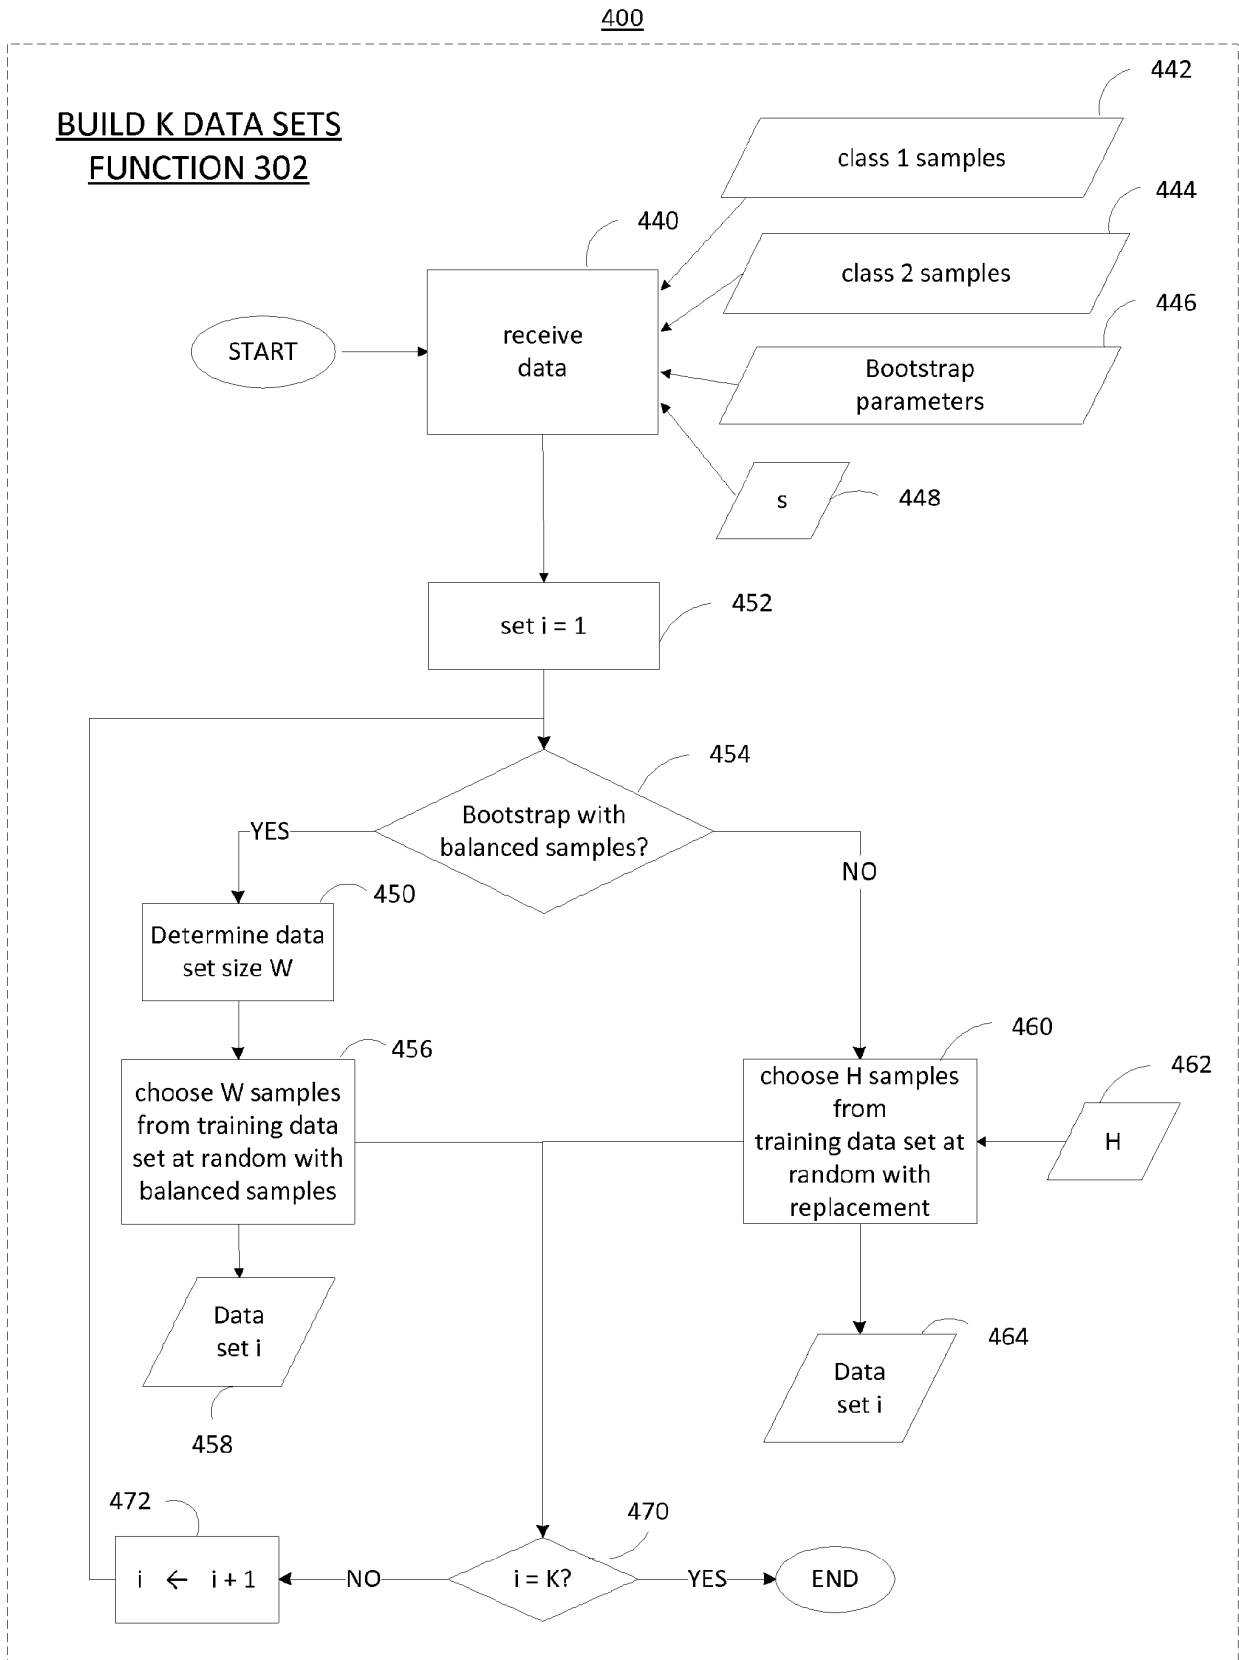 400
BUILD K DATA SETS
FUNCTION 302
442
class 1 samples
444
class 2 samples
440
446
receive
data
START
Bootstrap
parameters
s
448
452
set i = 1
454
Bootstrap with
balanced samples?
YES
NO
450
Determine data
set size W
456
choose W samples
from training data
set at random with
balanced samples
460
choose H samples
from
training data set at
random with
replacement
462
H
Data
set i
458
464
Data
set i
472
i ← i + 1
NO
470
i = K?
YES
END